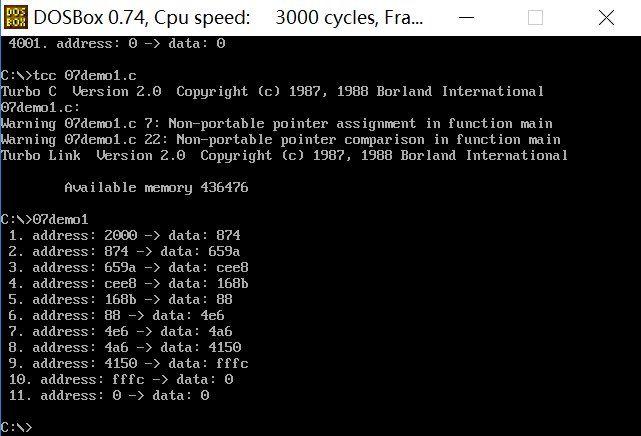 DOS BOX DOSBox 0.74, Cpu speed: 3000 cycles, Fra...
4001. address: 0 -> data: 0
C:\>tcc 07demo1.c
Turbo C Version 2.0 Copyright (c) 1987, 1988 Borland International
07demo1.c:
Warning 07demo1.c 7: Non-portable pointer assignment in function main
Warning 07demo1.c 22: Non-portable pointer comparison in function main
Turbo Link Version 2.0 Copyright (c) 1987, 1988 Borland International
Available memory 436476
C:\>07demo1
1. address: 2000 -> data: 874
2. address: 874 -> data: 659a
3. address: 659a -> data: cee8
4. address: cee8 -> data: 168b
5. address: 168b -> data: 88
6. address: 88 -> data: 4e6
7. address: 4e6 -> data: 4a6
8. address: 4a6 -> data: 4150
9. address: 4150 -> data: fffc
10. address: fffc -> data: 0
11. address: 0 -> data: 0
C:\>